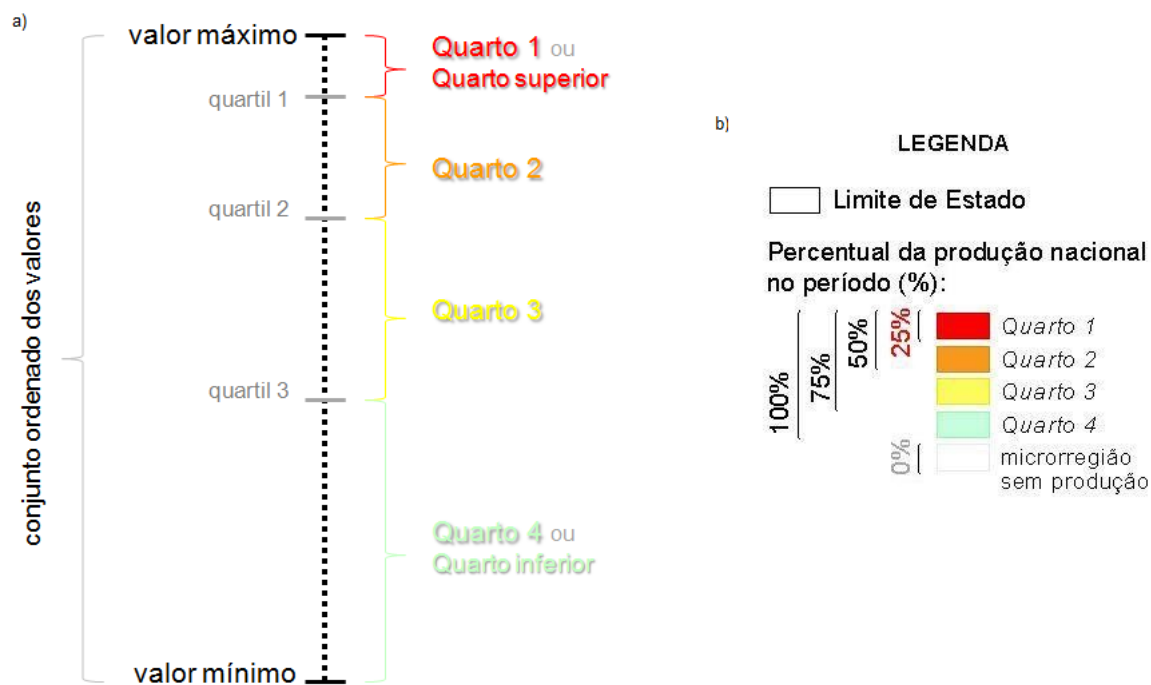 a)
valor máximo
Quarto 1 ou
Quarto superior
quartil 1
Quarto 2
quartil 2
Quarto 3
quartil 3
Quarto 4 ou
Quarto inferior
valor mínimo
conjunto ordenado dos valores
b)
LEGENDA
Limite de Estado
Percentual da produção nacional
no período (%):
100%
75%
50%
25%
Quarto 1
Quarto 2
Quarto 3
Quarto 4
0%
microrregião
sem produção